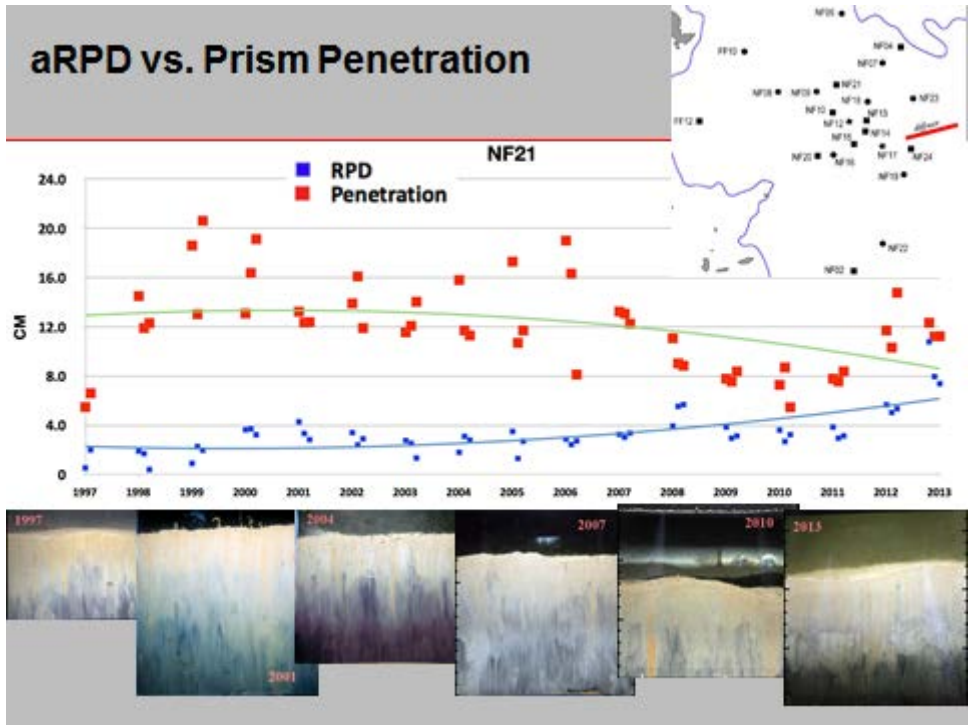 aRPD vs. Prism Penetration
NF05
NF04
FF10
NF07
NF21
NF08
NF09
NF18
NF23
NF10
FF12
NF12
NF13
NF14
NF15
NF20
NF16
NF17
NF24
NF19
NF22
NF02
NF21
RPD
Penetration
CM
24.0
20.0
16.0
12.0
8.0
4.0
0
1997 1998 1999 2000 2001 2002 2003 2004 2005 2006 2007 2008 2009 2010 2011 2012 2013
1997
2001
2004
2007
2010
2013